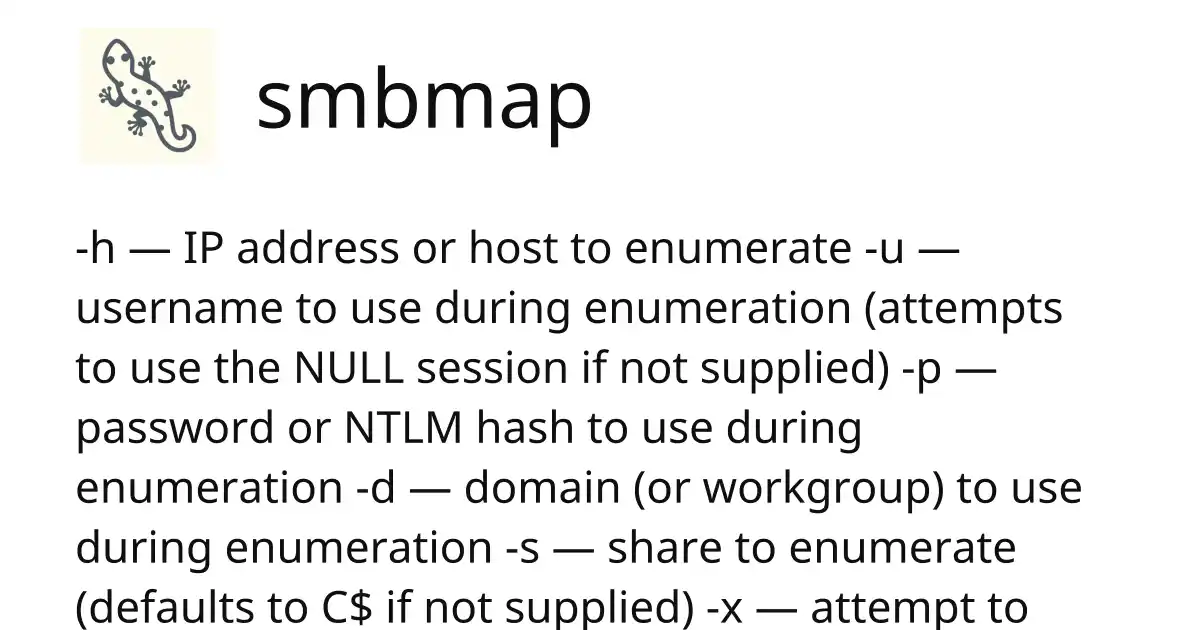 smbmap
-h — IP address or host to enumerate -u —
username to use during enumeration (attempts
to use the NULL session if not supplied) -p —
password or NTLM hash to use during
enumeration -d — domain (or workgroup) to use
during enumeration -s — share to enumerate
(defaults to C$ if not supplied) -x — attempt to